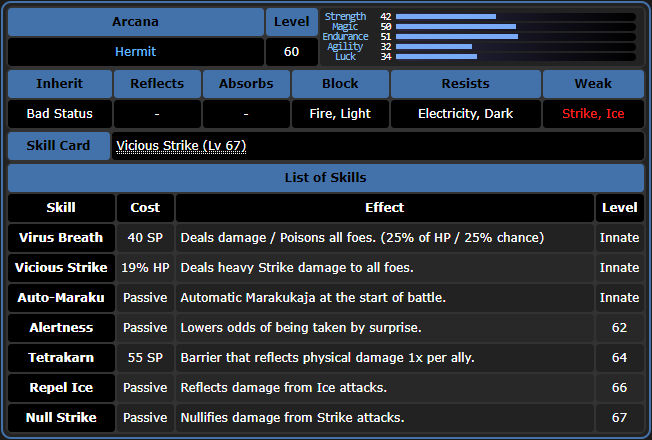 Arcana Level
Strength 42
Magic 50
Endurance 51
Agility 32
Luck 34
Hermit 60
Inherit Reflects Absorbs Block Resists Weak
Bad Status - - Fire, Light Electricity, Dark Strike, Ice
Skill Card Vicious Strike (Lv 67)
List of Skills
Skill Cost Effect Level
Virus Breath 40 SP Deals damage / Poisons all foes. (25% of HP / 25% chance) Innate
Vicious Strike 19% HP Deals heavy Strike damage to all foes. Innate
Auto-Maraku Passive Automatic Marakukaja at the start of battle. Innate
Alertness Passive Lowers odds of being taken by surprise. 62
Tetrakarn 55 SP Barrier that reflects physical damage 1x per ally. 64
Repel Ice Passive Reflects damage from Ice attacks. 66
Null Strike Passive Nullifies damage from Strike attacks. 67